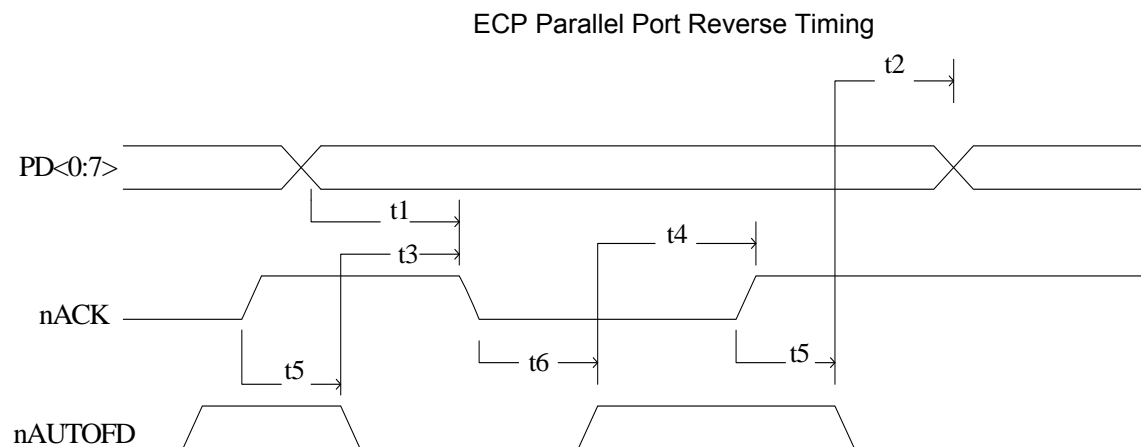 ECP Parallel Port Reverse Timing
t2
PD<0:7>
t1
t4
t3
nACK
t6
t5
t5
nAUTOFD